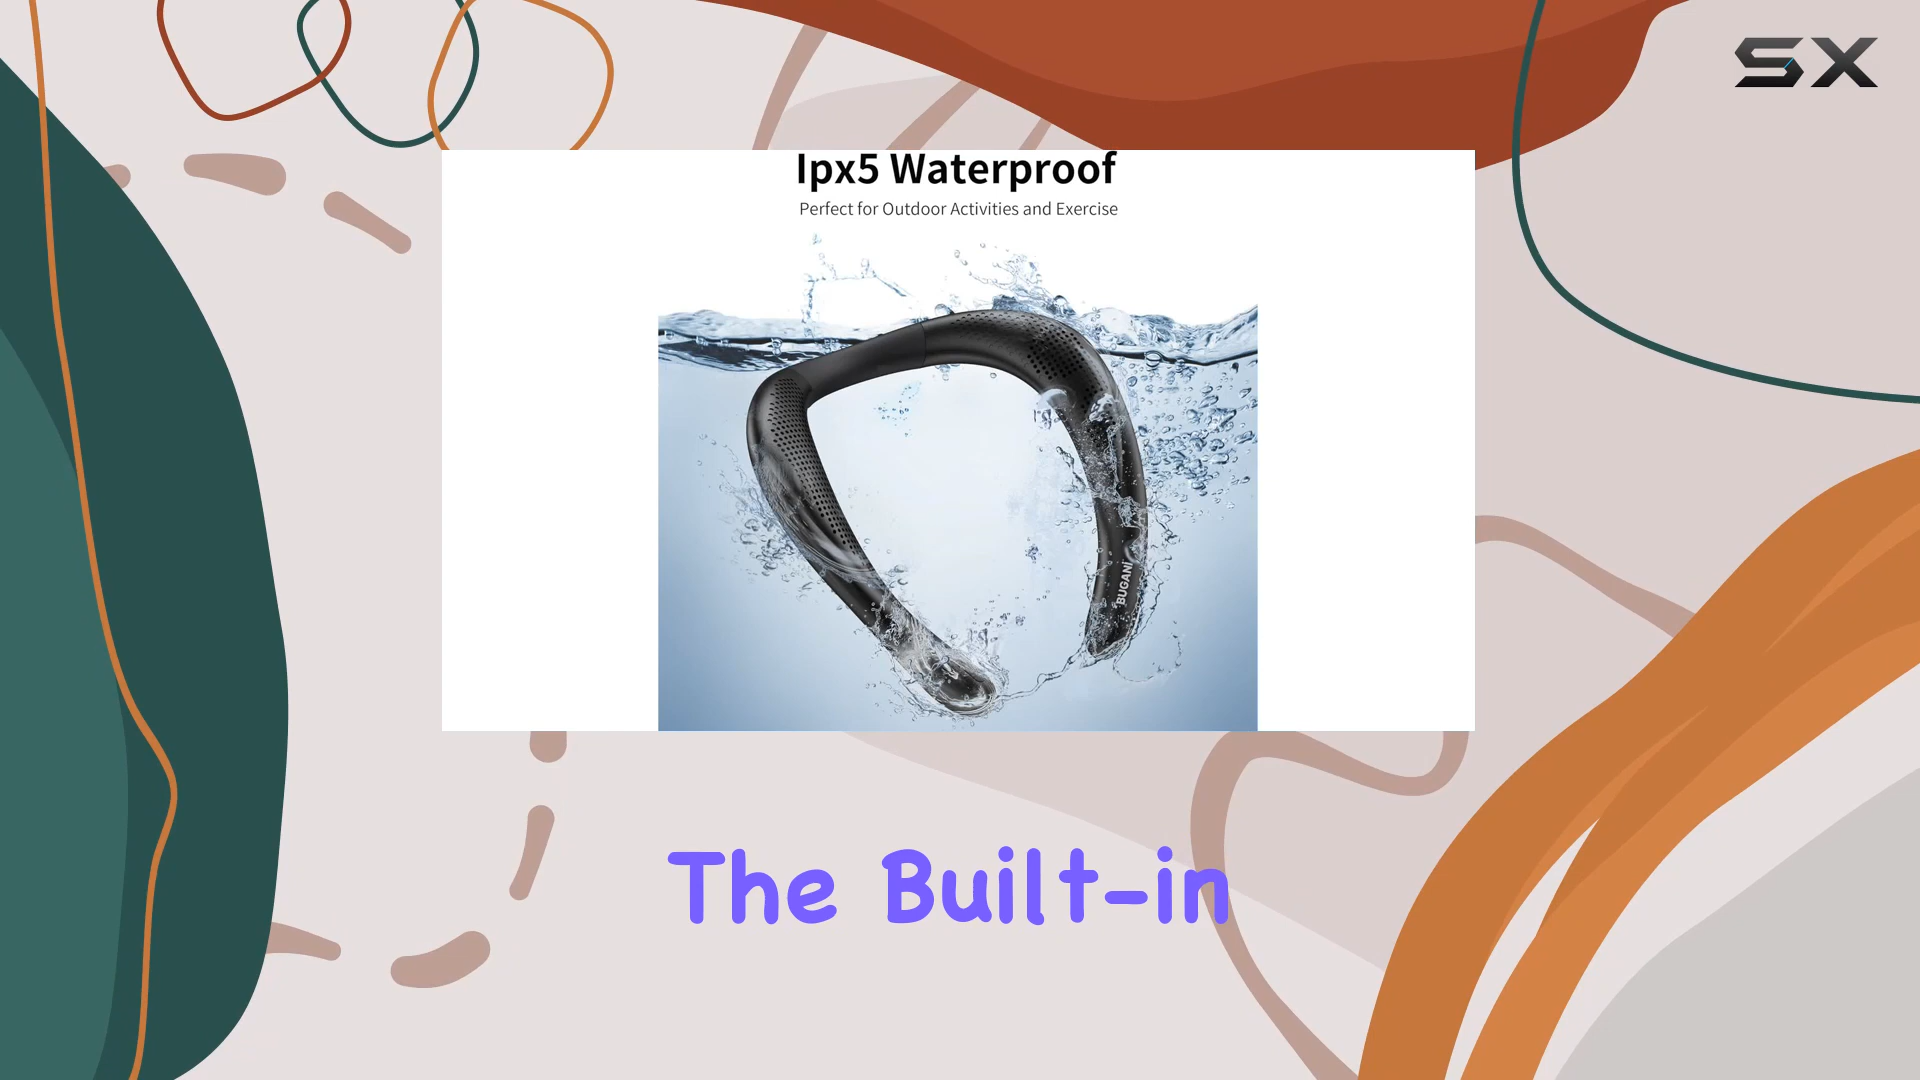 SX
Ipx5 Waterproof
Perfect for Outdoor Activities and Exercise
BUGANI
The Built-in